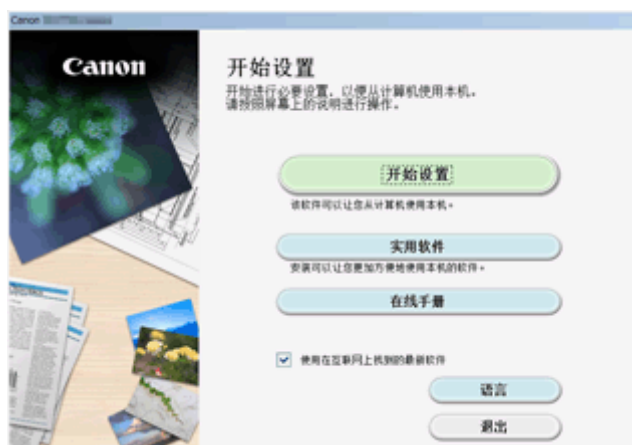 Canon
Canon
开始设置
开始进行必要设置，以便从计算机使用本机。
请按照屏幕上的说明进行操作。
开始设置
该软件可以让您从计算机使用本机。
实用软件
安装可以让您更加方便地使用本机的软件。
在线手册
使用在互联网上找到的最新软件
语言
退出